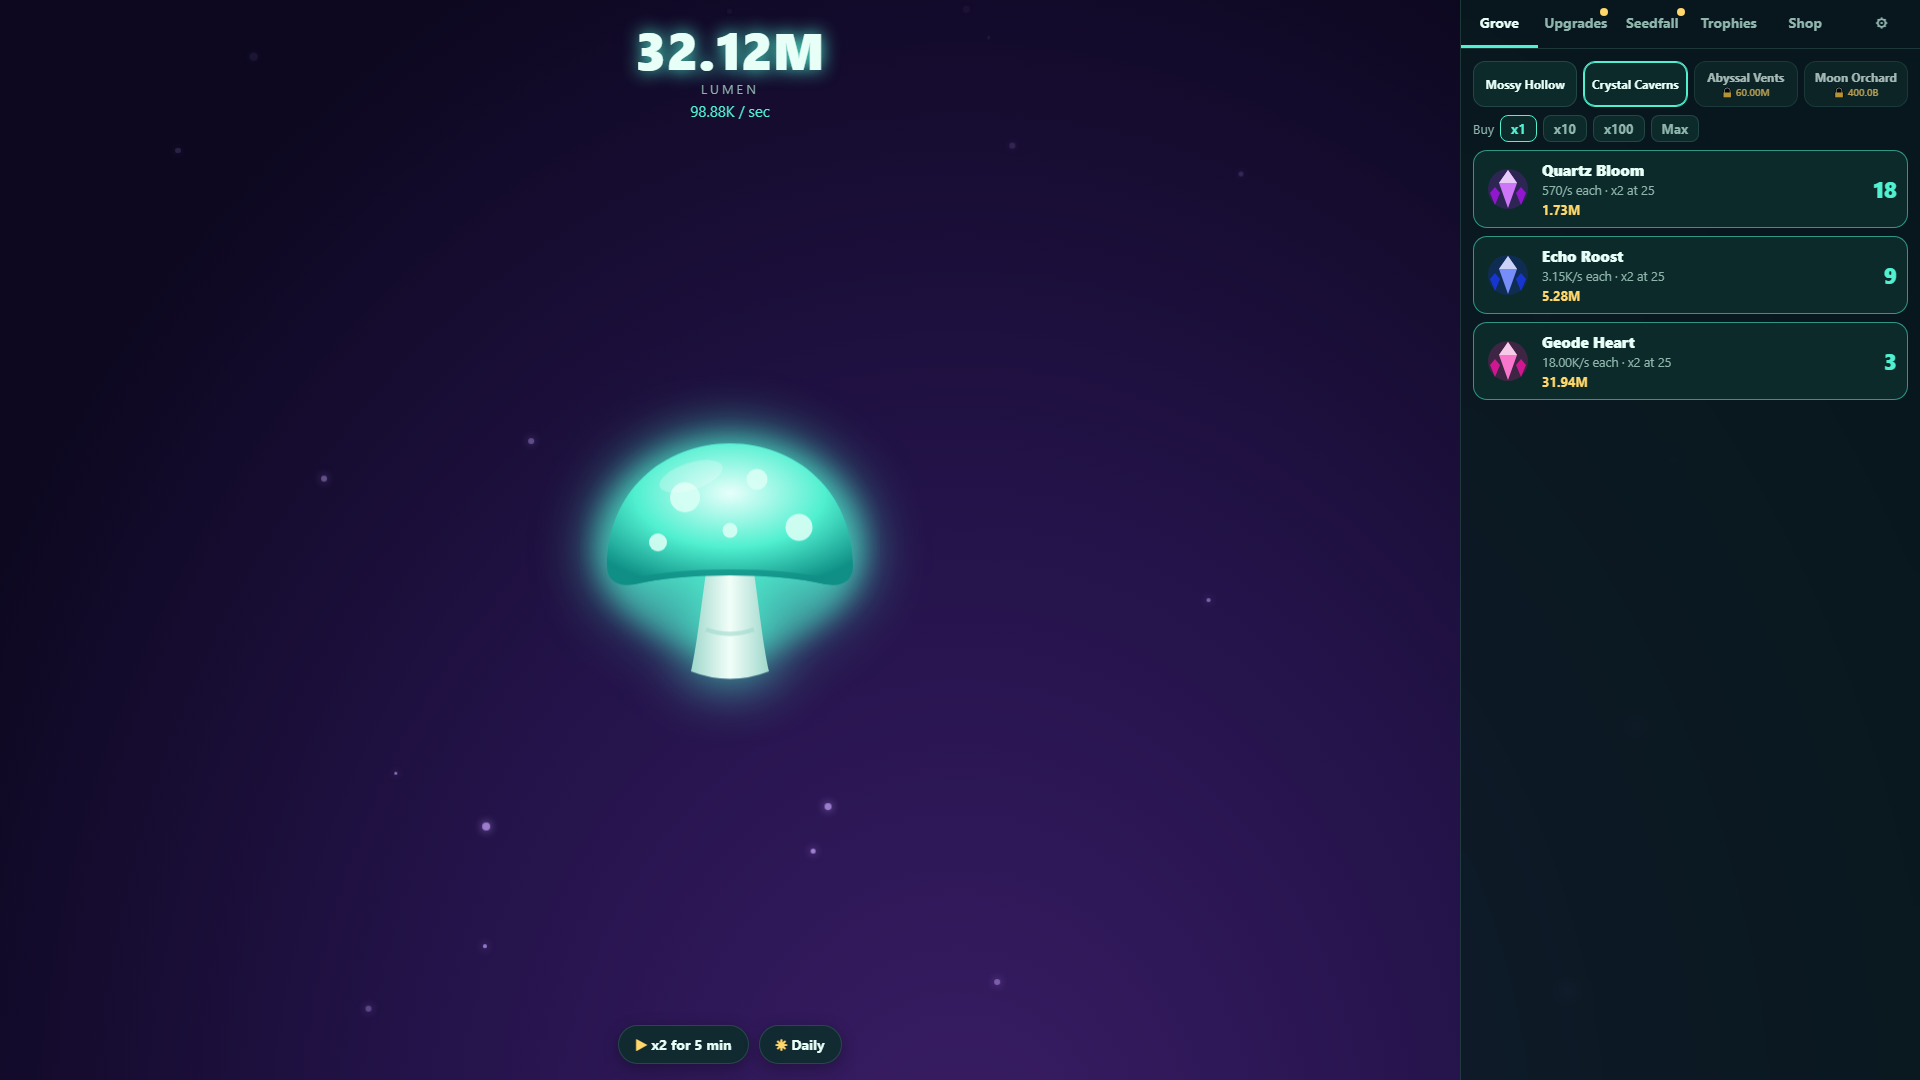 32.12M
LUMEN
98.88K / sec
x2 for 5 min
Daily
Grove
Upgrades
Seedfall
Trophies
Shop
Mossy Hollow
Crystal Caverns
Abyssal Vents
60.00M
Moon Orchard
400.0B
Buy
x1
x10
x100
Max
Quartz Bloom
570/s each · x2 at 25
1.73M
18
Echo Roost
3.15K/s each · x2 at 25
5.28M
9
Geode Heart
18.00K/s each · x2 at 25
31.94M
3